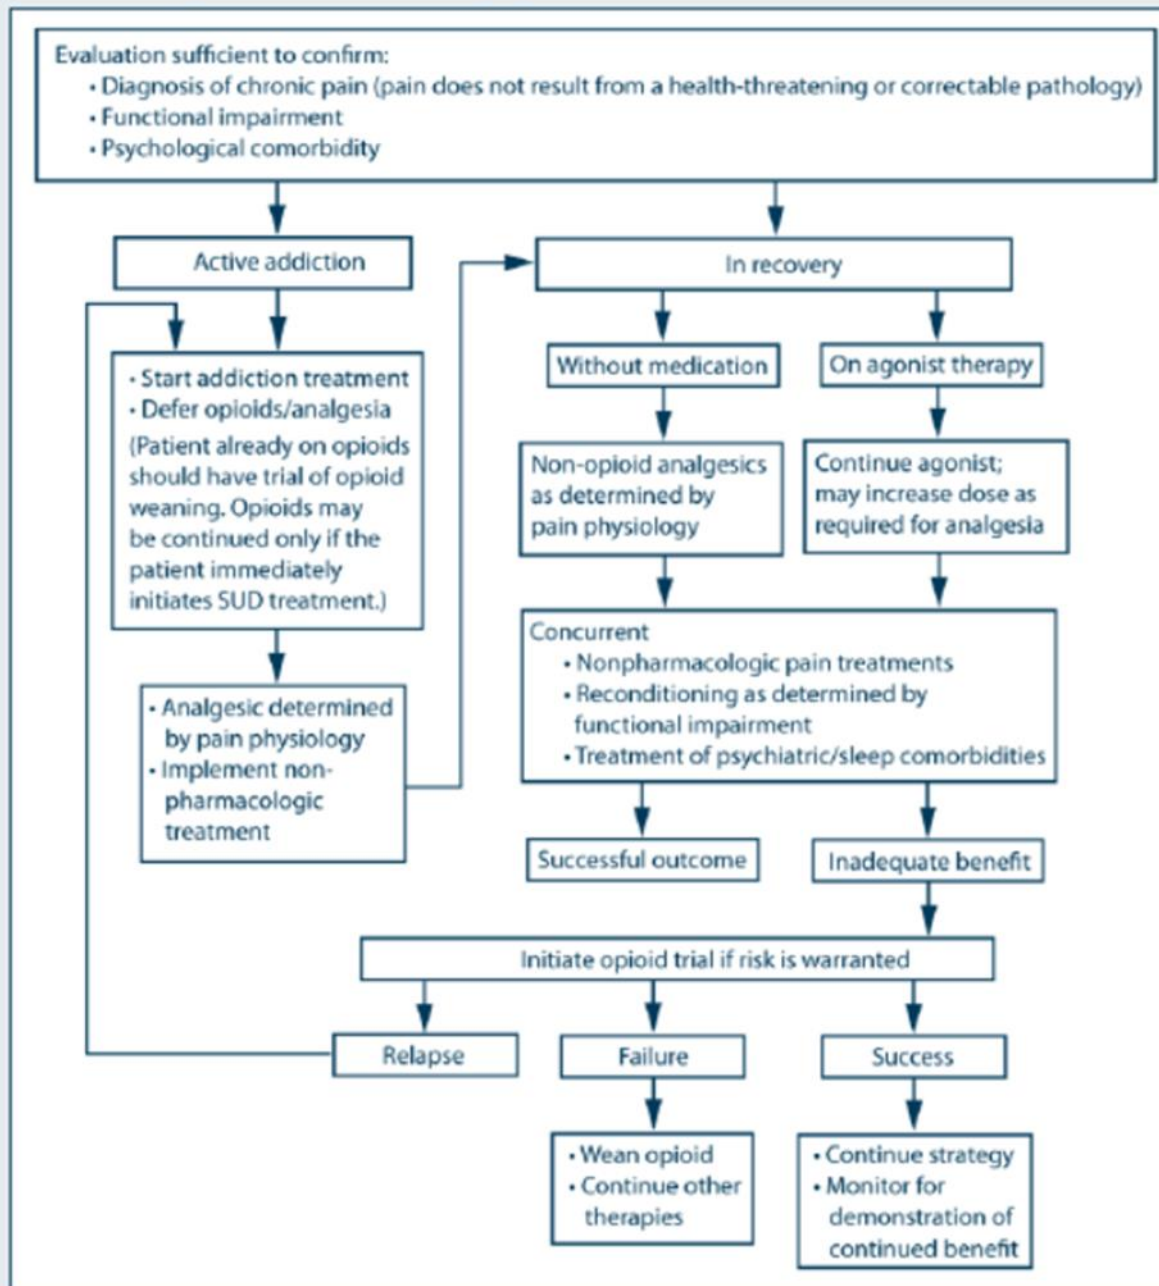 Evaluation sufficient to confirm:
• Diagnosis of chronic pain (pain does not result from a health-threatening or correctable pathology)
• Functional impairment
• Psychological comorbidity
Active addiction
In recovery
• Start addiction treatment
• Defer opioids/analgesia
(Patient already on opioids
should have trial of opioid
weaning. Opioids may
be continued only if the
patient immediately
initiates SUD treatment.)
• Analgesic determined
by pain physiology
• Implement non-
pharmacologic
treatment
Without medication
On agonist therapy
Non-opioid analgesics
as determined by
pain physiology
Continue agonist;
may increase dose as
required for analgesia
Concurrent
• Nonpharmacologic pain treatments
• Reconditioning as determined by
functional impairment
• Treatment of psychiatric/sleep comorbidities
Successful outcome
Inadequate benefit
Initiate opioid trial if risk is warranted
Relapse
Failure
Success
• Wean opioid
• Continue other
therapies
• Continue strategy
• Monitor for
demonstration of
continued benefit